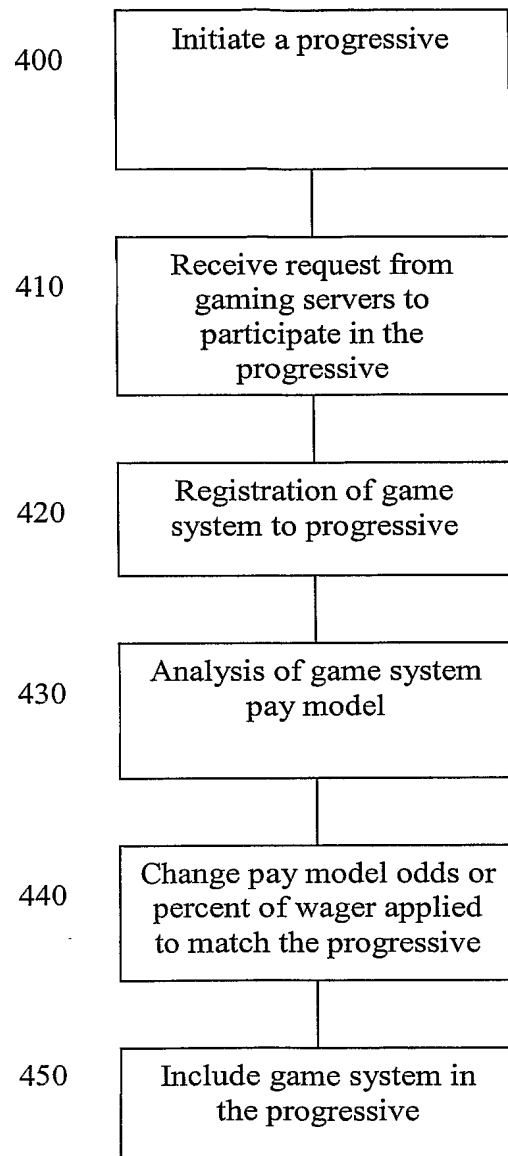 400
Initiate a progressive
410
Receive request from
gaming servers to
participate in the
progressive
420
Registration of game
system to progressive
430
Analysis of game system
pay model
440
Change pay model odds or
percent of wager applied
to match the progressive
450
Include game system in
the progressive